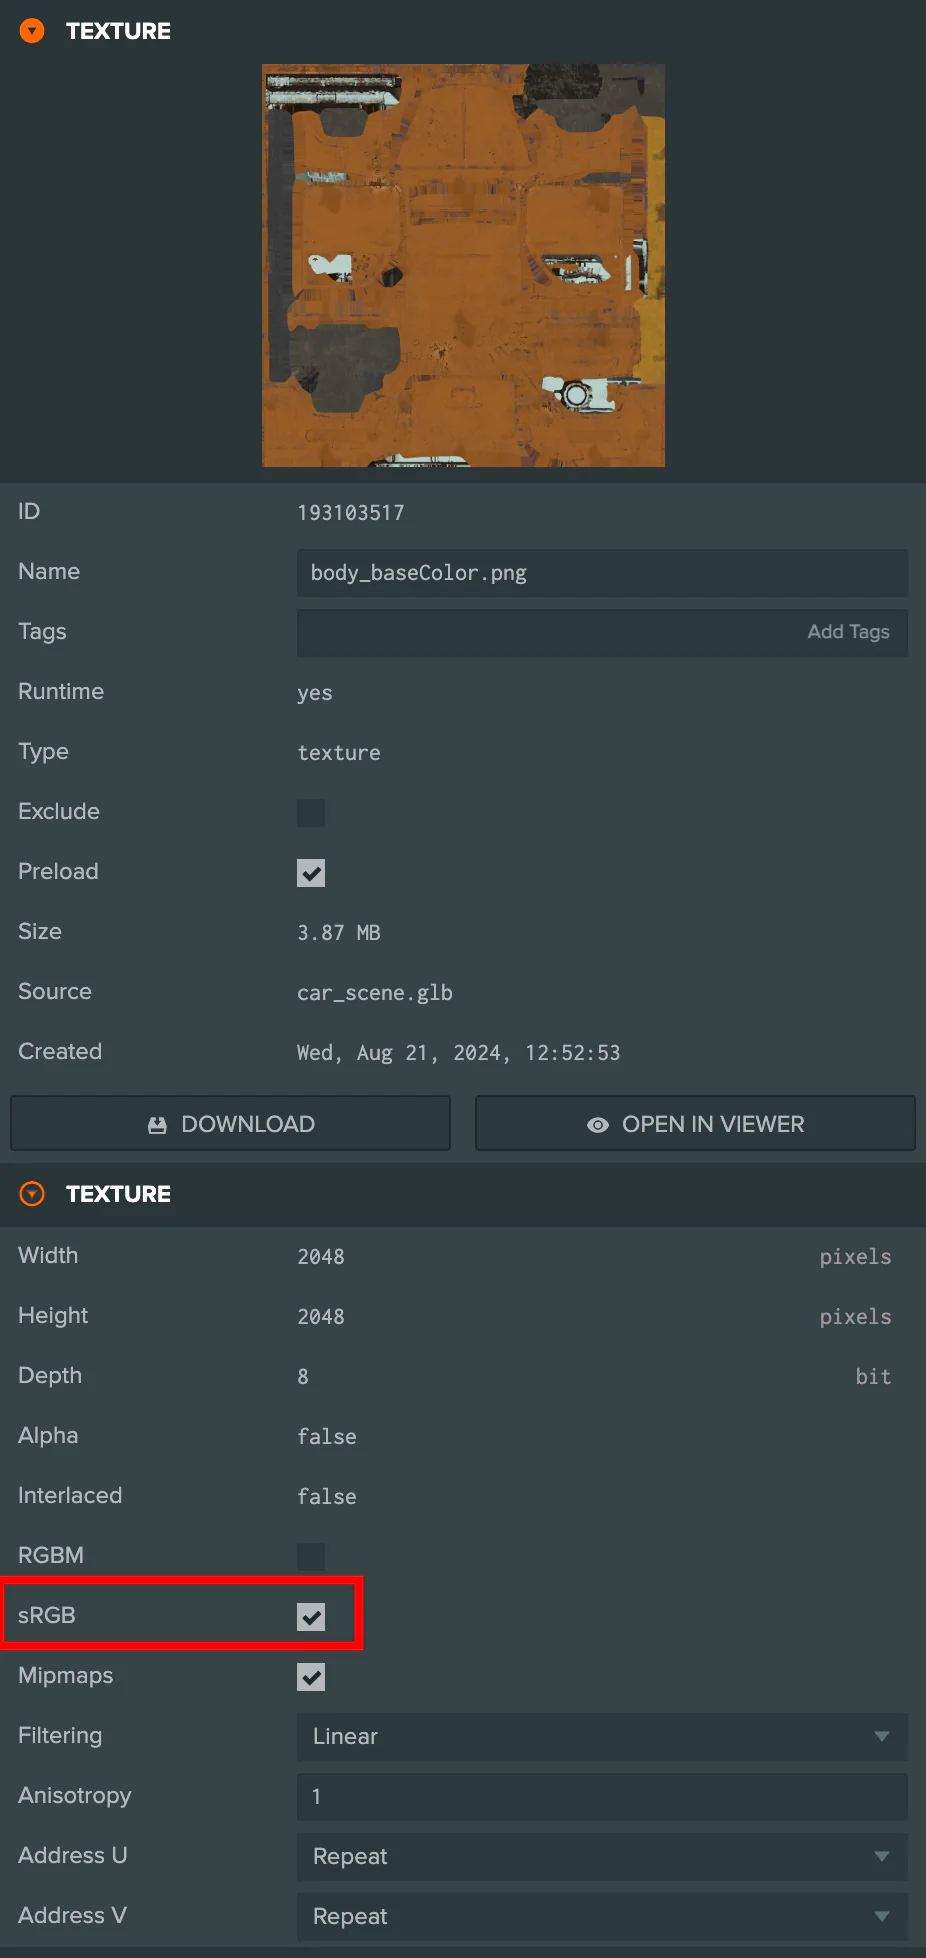 TEXTURE
ID 193103517
Name body_baseColor.png
Tags Add Tags
Runtime yes
Type texture
Exclude
Preload
Size 3.87 MB
Source car_scene.glb
Created Wed, Aug 21, 2024, 12:52:53
DOWNLOAD OPEN IN VIEWER
TEXTURE
Width 2048 pixels
Height 2048 pixels
Depth 8 bit
Alpha false
Interlaced false
RGBM
sRGB
Mipmaps
Filtering Linear
Anisotropy 1
Address U Repeat
Address V Repeat